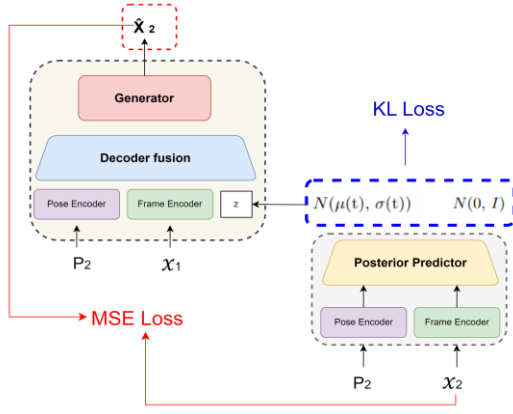 X̂ 2
Generator
KL Loss
Decoder fusion
Pose Encoder Frame Encoder z
N(μ(t), σ(t)) N(0, I)
P2 x1
Posterior Predictor
MSE Loss
Pose Encoder Frame Encoder
P2 x2